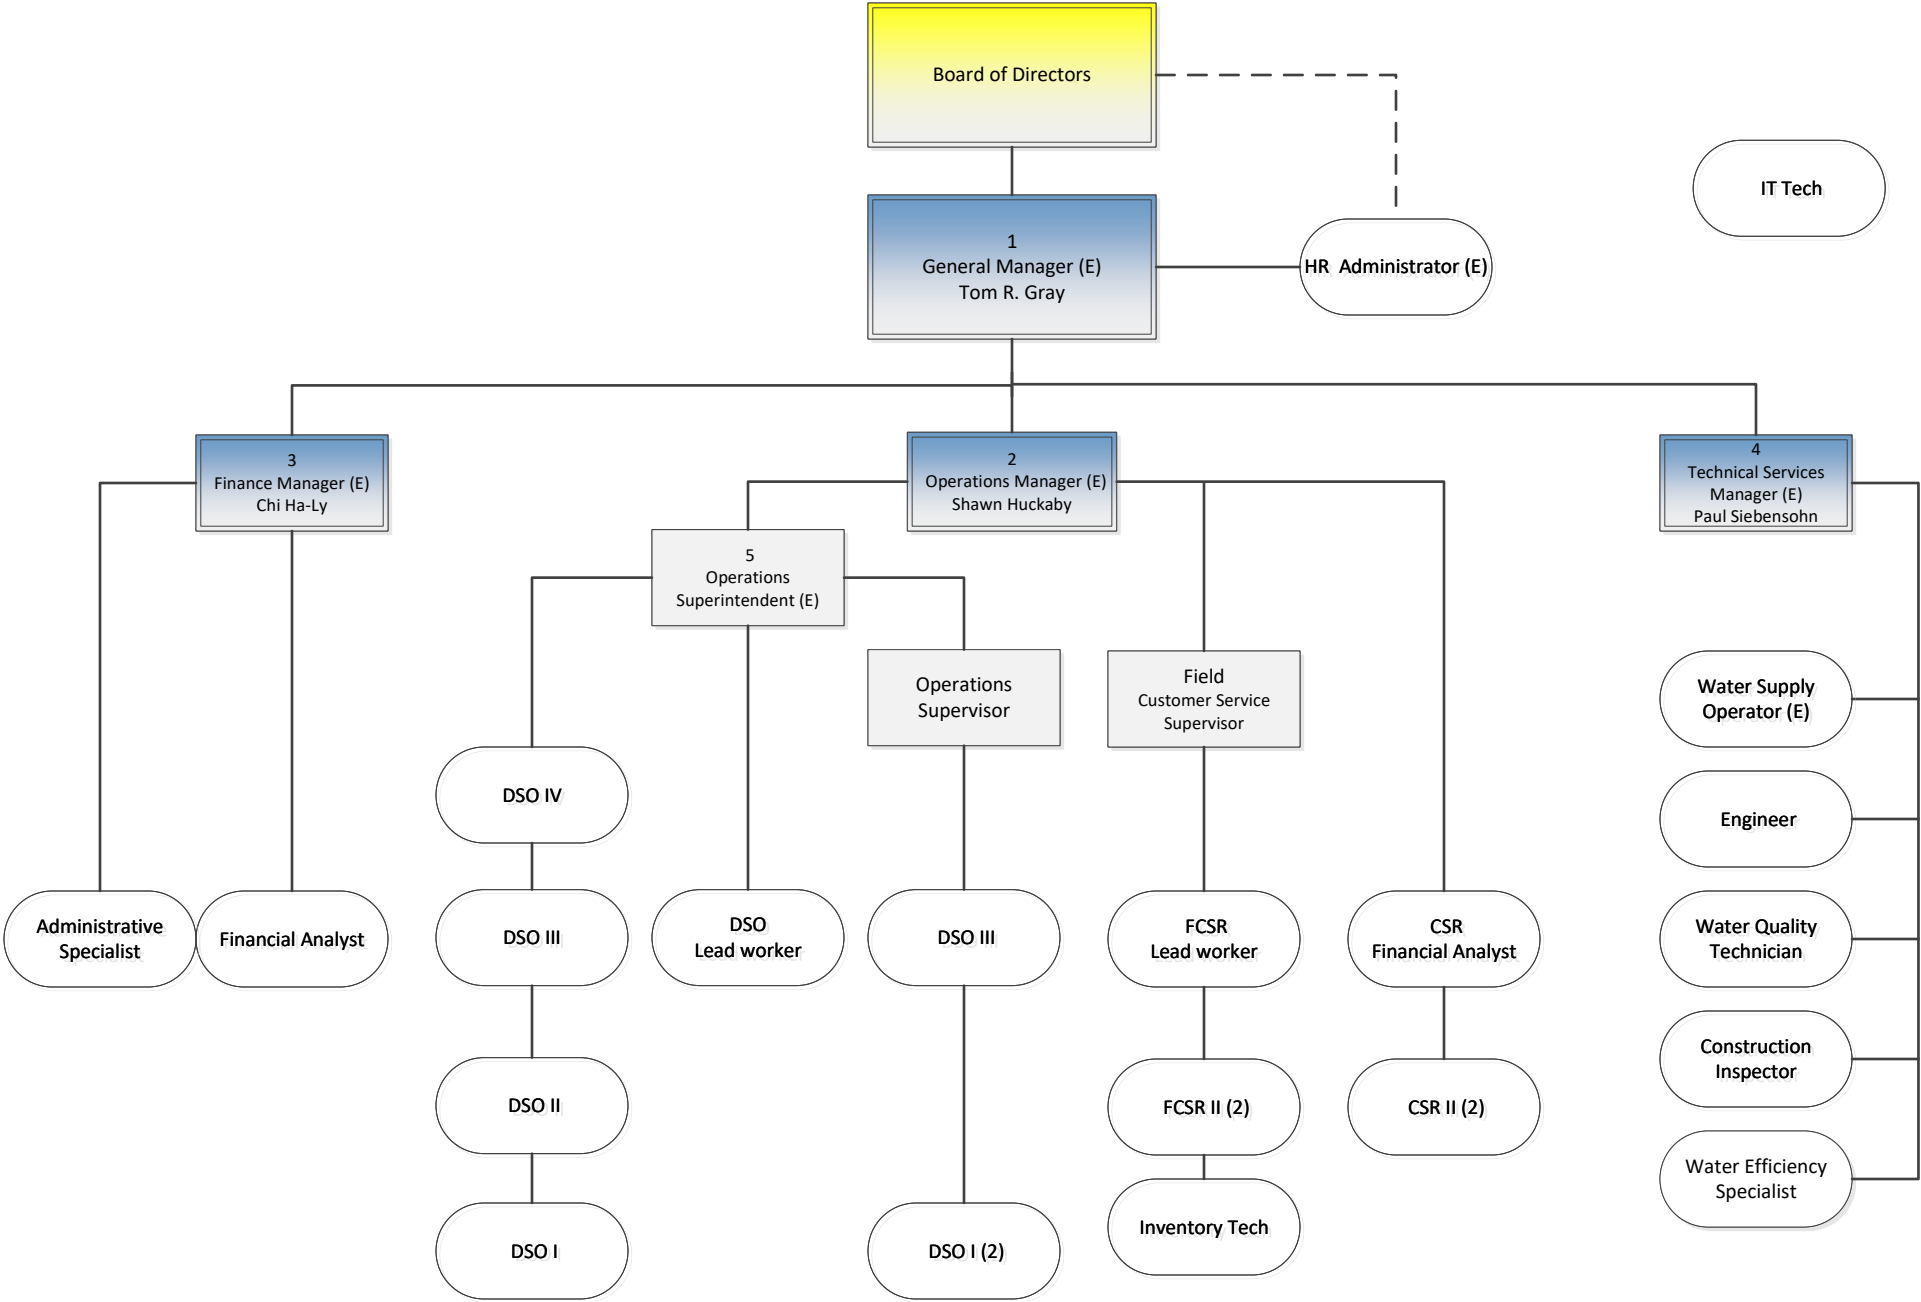 Board of Directors
IT Tech
1
General Manager (E)
Tom R. Gray
HR  Administrator (E)
3
Finance Manager (E)
Chi Ha-Ly
2
Operations Manager (E)
Shawn Huckaby
4
Technical Services
Manager (E)
Paul Siebensohn
5
Operations
Superintendent (E)
Operations
Supervisor
Field
Customer Service
Supervisor
Water Supply
Operator (E)
DSO IV
Engineer
Administrative
Specialist
Financial Analyst
DSO III
DSO
Lead worker
DSO III
FCSR
Lead worker
CSR
Financial Analyst
Water Quality
Technician
Construction
Inspector
DSO II
FCSR II (2)
CSR II (2)
Water Efficiency
Specialist
DSO I
DSO I (2)
Inventory Tech